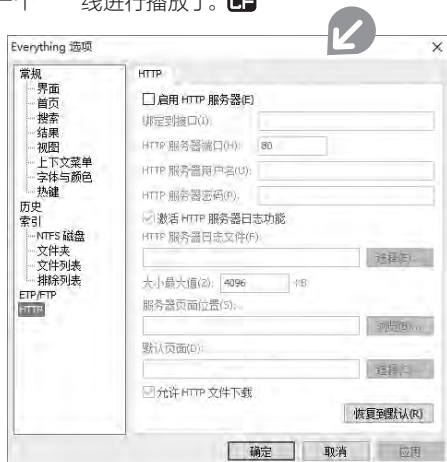 一个　　线进行播放了。CF
Everything 选项
常规
界面
首页
搜索
结果
视图
上下文菜单
字体与颜色
热键
历史
索引
NTFS 磁盘
文件夹
文件列表
排除列表
ETP/FTP
HTTP
HTTP
启用 HTTP 服务器(E)
绑定到接口(I):
HTTP 服务器端口(H): 80
HTTP 服务器用户名(U):
HTTP 服务器密码(P):
激活 HTTP 服务器日志功能
HTTP 服务器日志文件(F):
选择(E)...
大小最大值(Z): 4096 KB
服务器页面位置(S):
浏览(B)...
默认页面(D):
允许 HTTP 文件下载
恢复到默认(R)
确定 取消 应用